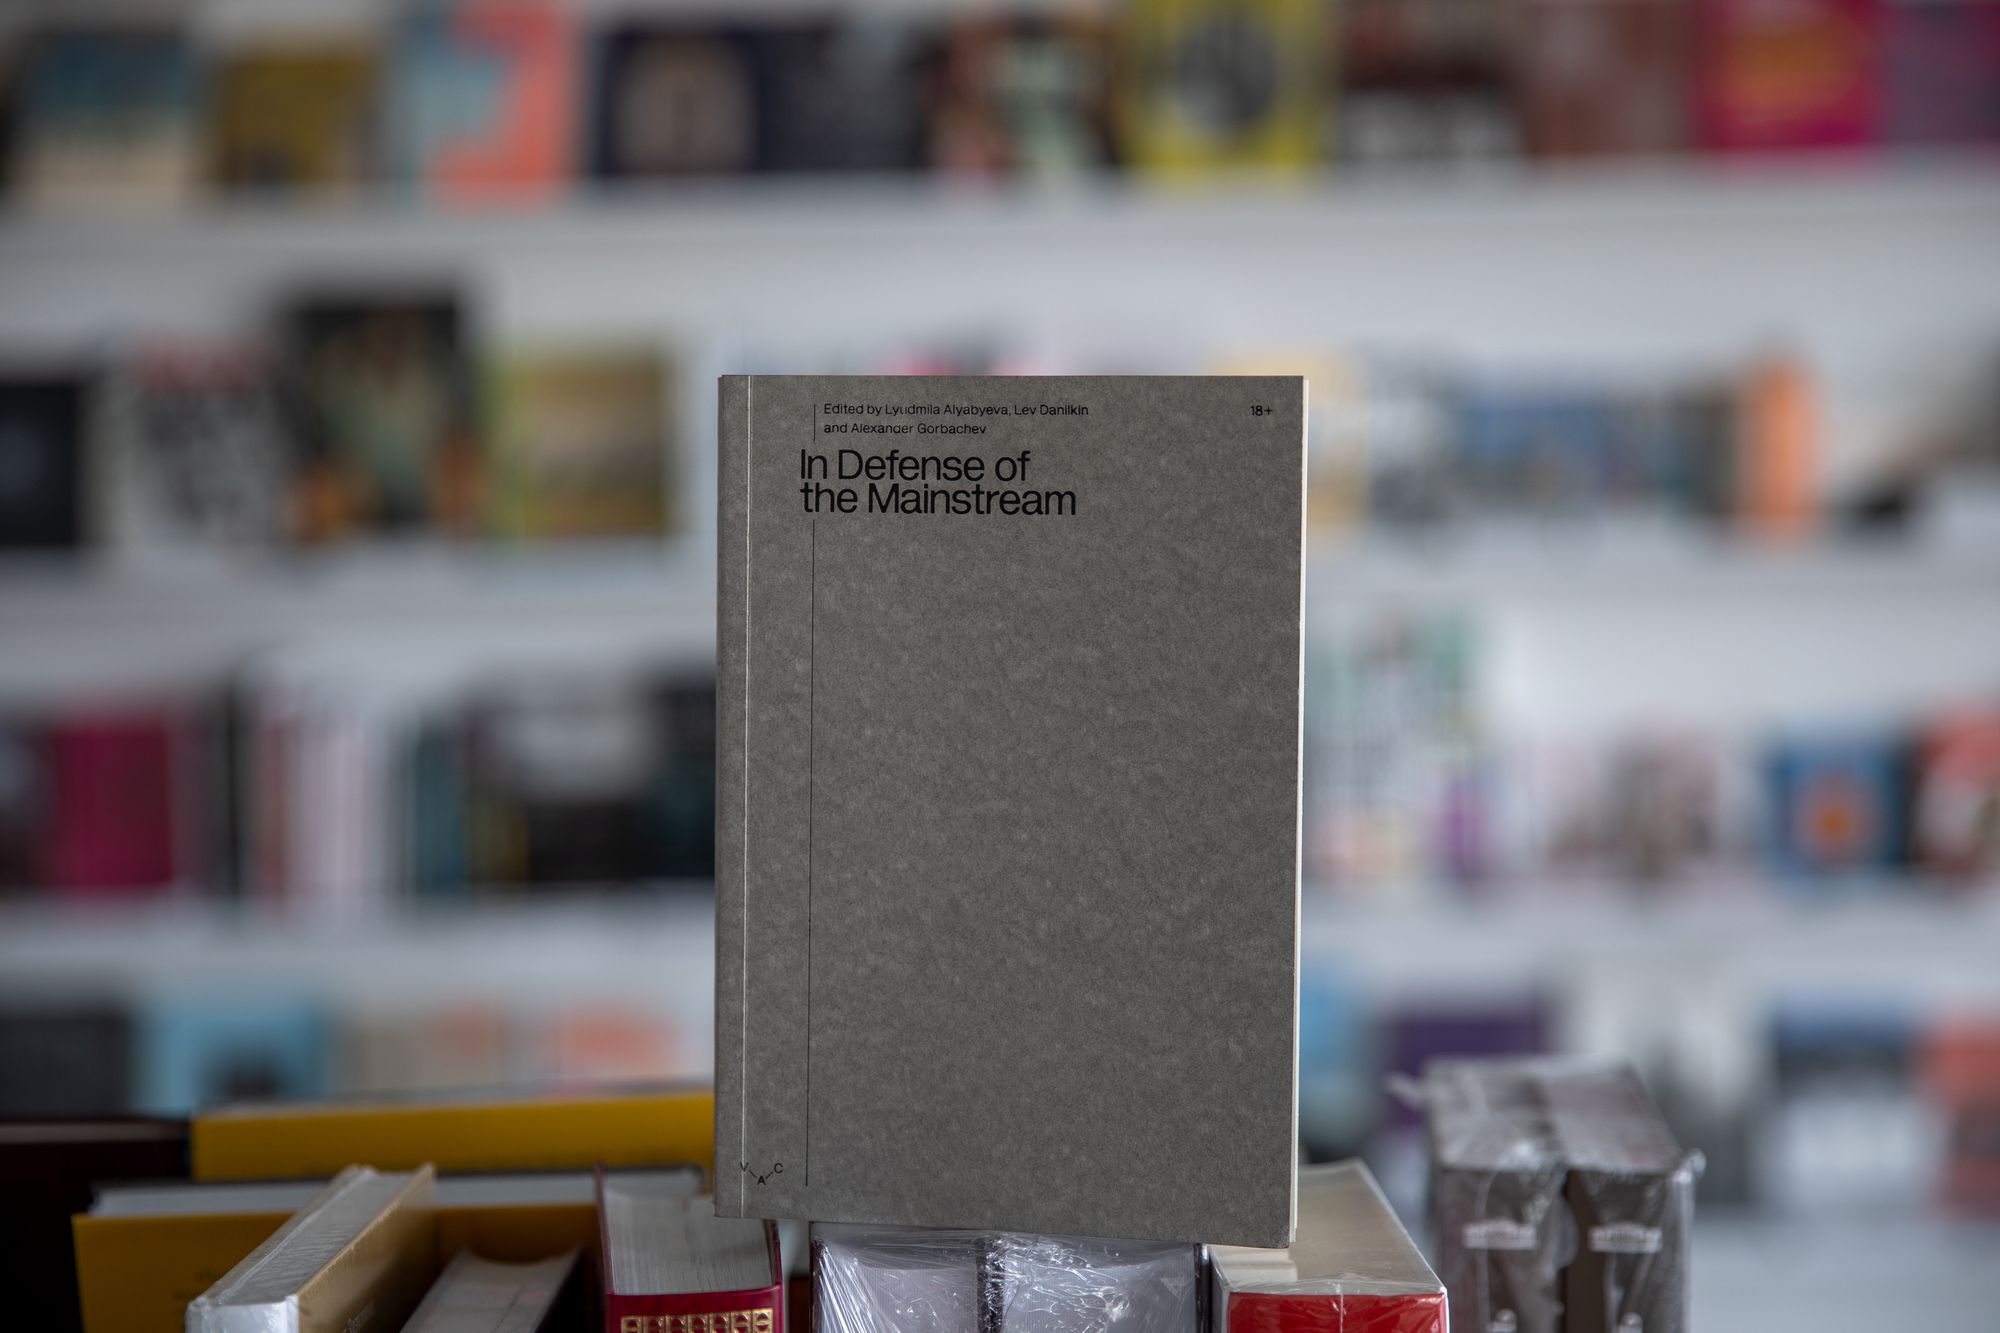 Edited by Lyudmila Alyabyeva, Lev Danilkin
and Alexander Gorbachev
18+
In Defense of
the Mainstream
V
A
C